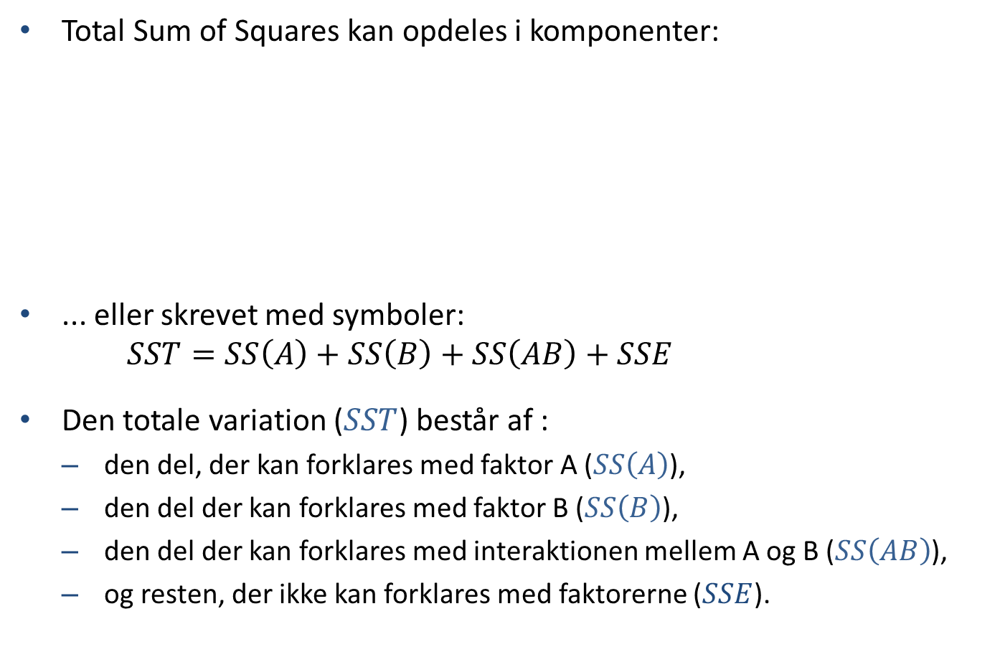 • Total Sum of Squares kan opdeles i komponenter:
• ... eller skrevet med symboler:
SST = SS(A) + SS(B) + SS(AB) + SSE
• Den totale variation (SST) består af :
– den del, der kan forklares med faktor A (SS(A)),
– den del der kan forklares med faktor B (SS(B)),
– den del der kan forklares med interaktionen mellem A og B (SS(AB)),
– og resten, der ikke kan forklares med faktorerne (SSE).